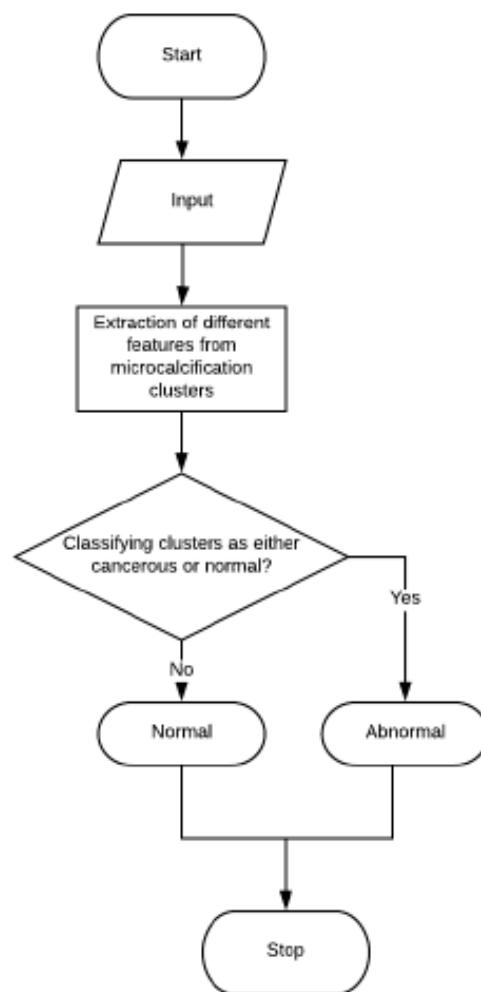 Start
Input
Extraction of different
features from
microcalcification
clusters
Classifying clusters as either
cancerous or normal?
Yes
No
Normal
Abnormal
Stop